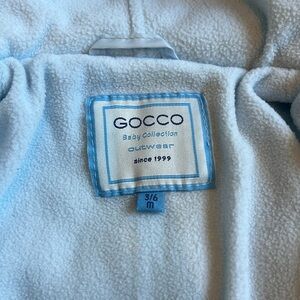 GOCCO
Baby Collection
outwear
since 1999
3/6
m